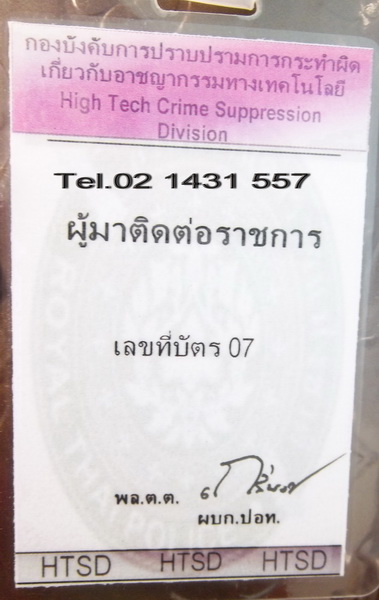 กองบังคับการปราบปรามการกระทำผิด
เกี่ยวกับอาชญากรรมทางเทคโนโลยี
High Tech Crime Suppression
Division
Tel.02 1431 557
ผู้มาติดต่อราชการ
เลขที่บัตร 07
พล.ต.ต.
ผบก.ปอท.
ROYAL THAI POLICE
HTSD HTSD HTSD